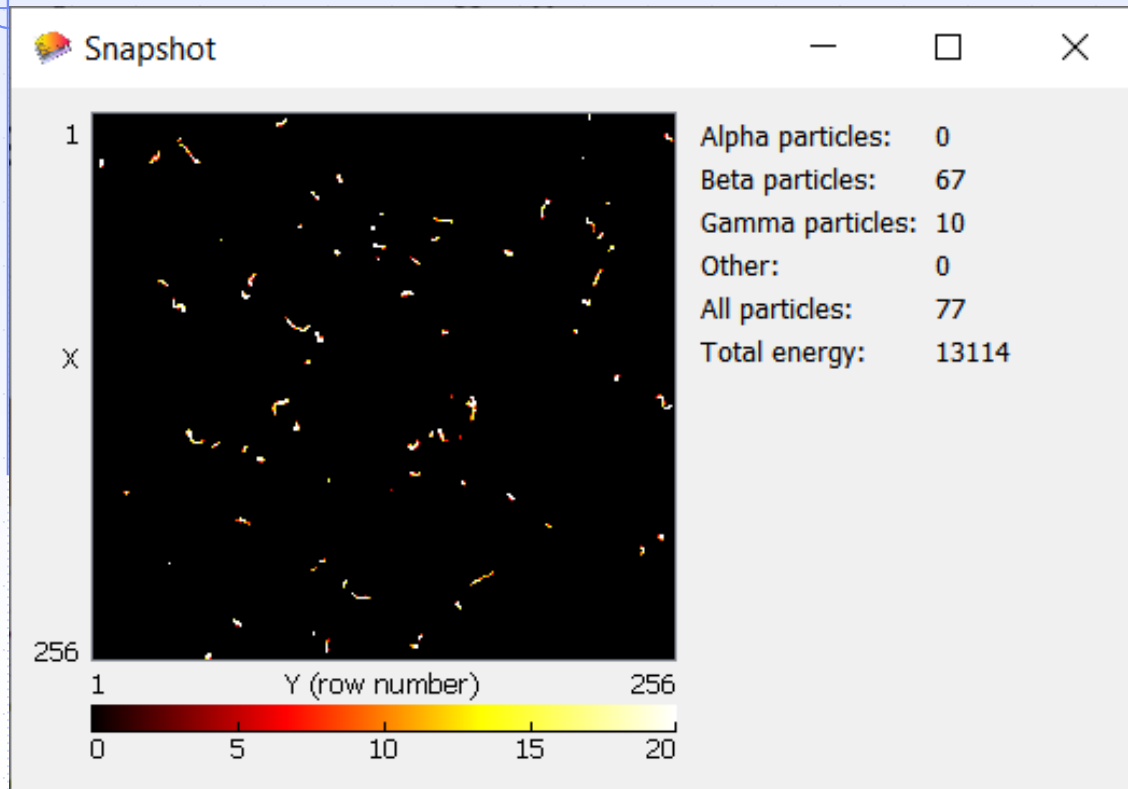 Snapshot
1
X
256
1 Y (row number) 256
0 5 10 15 20
Alpha particles: 0
Beta particles: 67
Gamma particles: 10
Other: 0
All particles: 77
Total energy: 13114